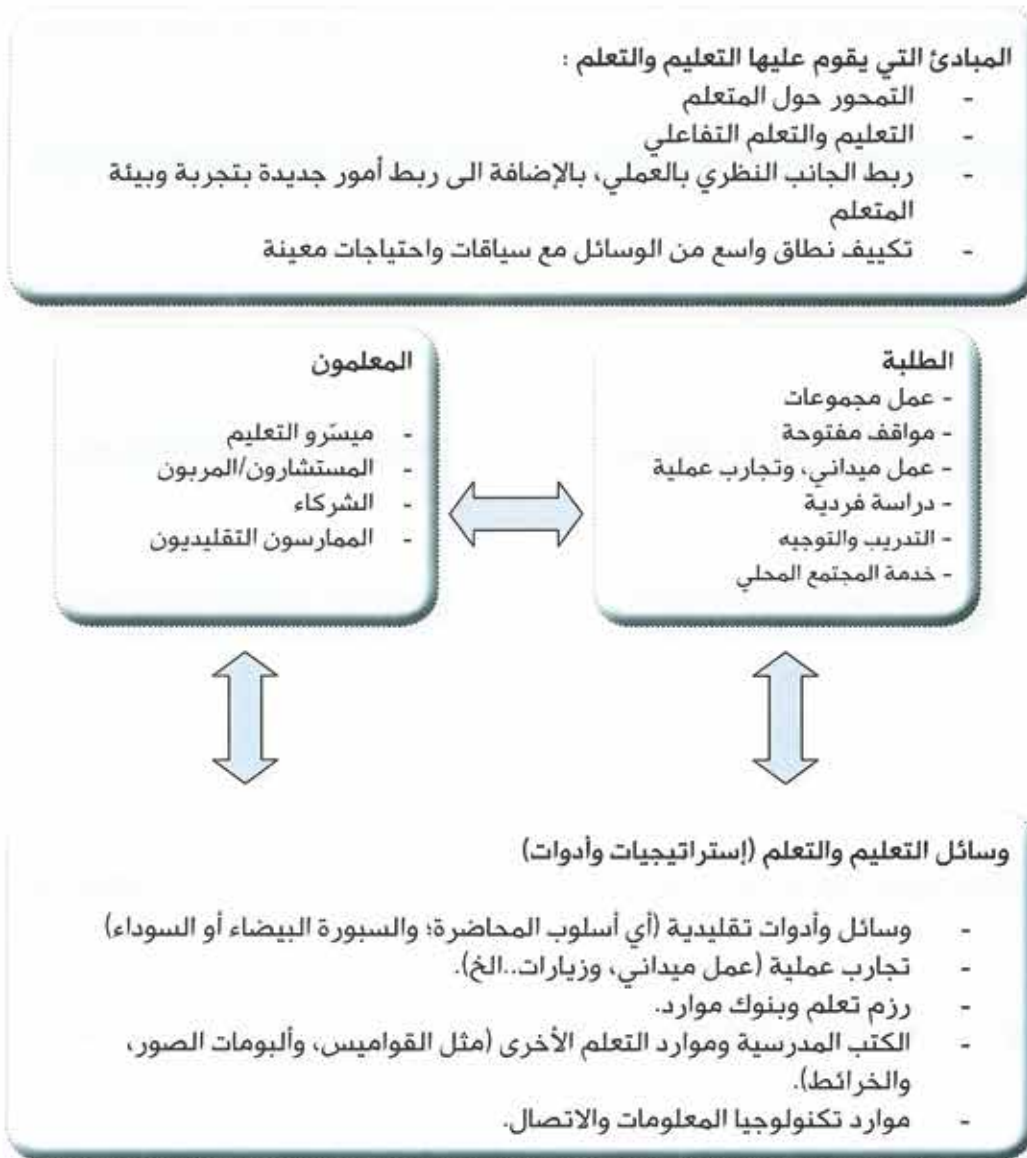 المبادئ التي يقوم عليها التعليم والتعلم :
- التمحور حول المتعلم
- التعليم والتعلم التفاعلي
- ربط الجانب النظري بالعملي، بالإضافة الى ربط أمور جديدة بتجربة وبيئة
المتعلم
- تكييف نطاق واسع من الوسائل مع سياقات واحتياجات معينة
الطلبة
- عمل مجموعات
- مواقف مفتوحة
- عمل ميداني، وتجارب عملية
- دراسة فردية
- التدريب والتوجيه
- خدمة المجتمع المحلي
المعلمون
- ميسّرو التعليم
- المستشارون/المربون
- الشركاء
- الممارسون التقليديون
وسائل التعليم والتعلم (إستراتيجيات وأدوات)
- وسائل وأدوات تقليدية (أي أسلوب المحاضرة؛ والسبورة البيضاء أو السوداء)
- تجارب عملية (عمل ميداني، وزيارات..الخ).
- رزم تعلم وبنوك موارد.
- الكتب المدرسية وموارد التعلم الأخرى (مثل القواميس، وألبومات الصور،
والخرائط).
- موارد تكنولوجيا المعلومات والاتصال.